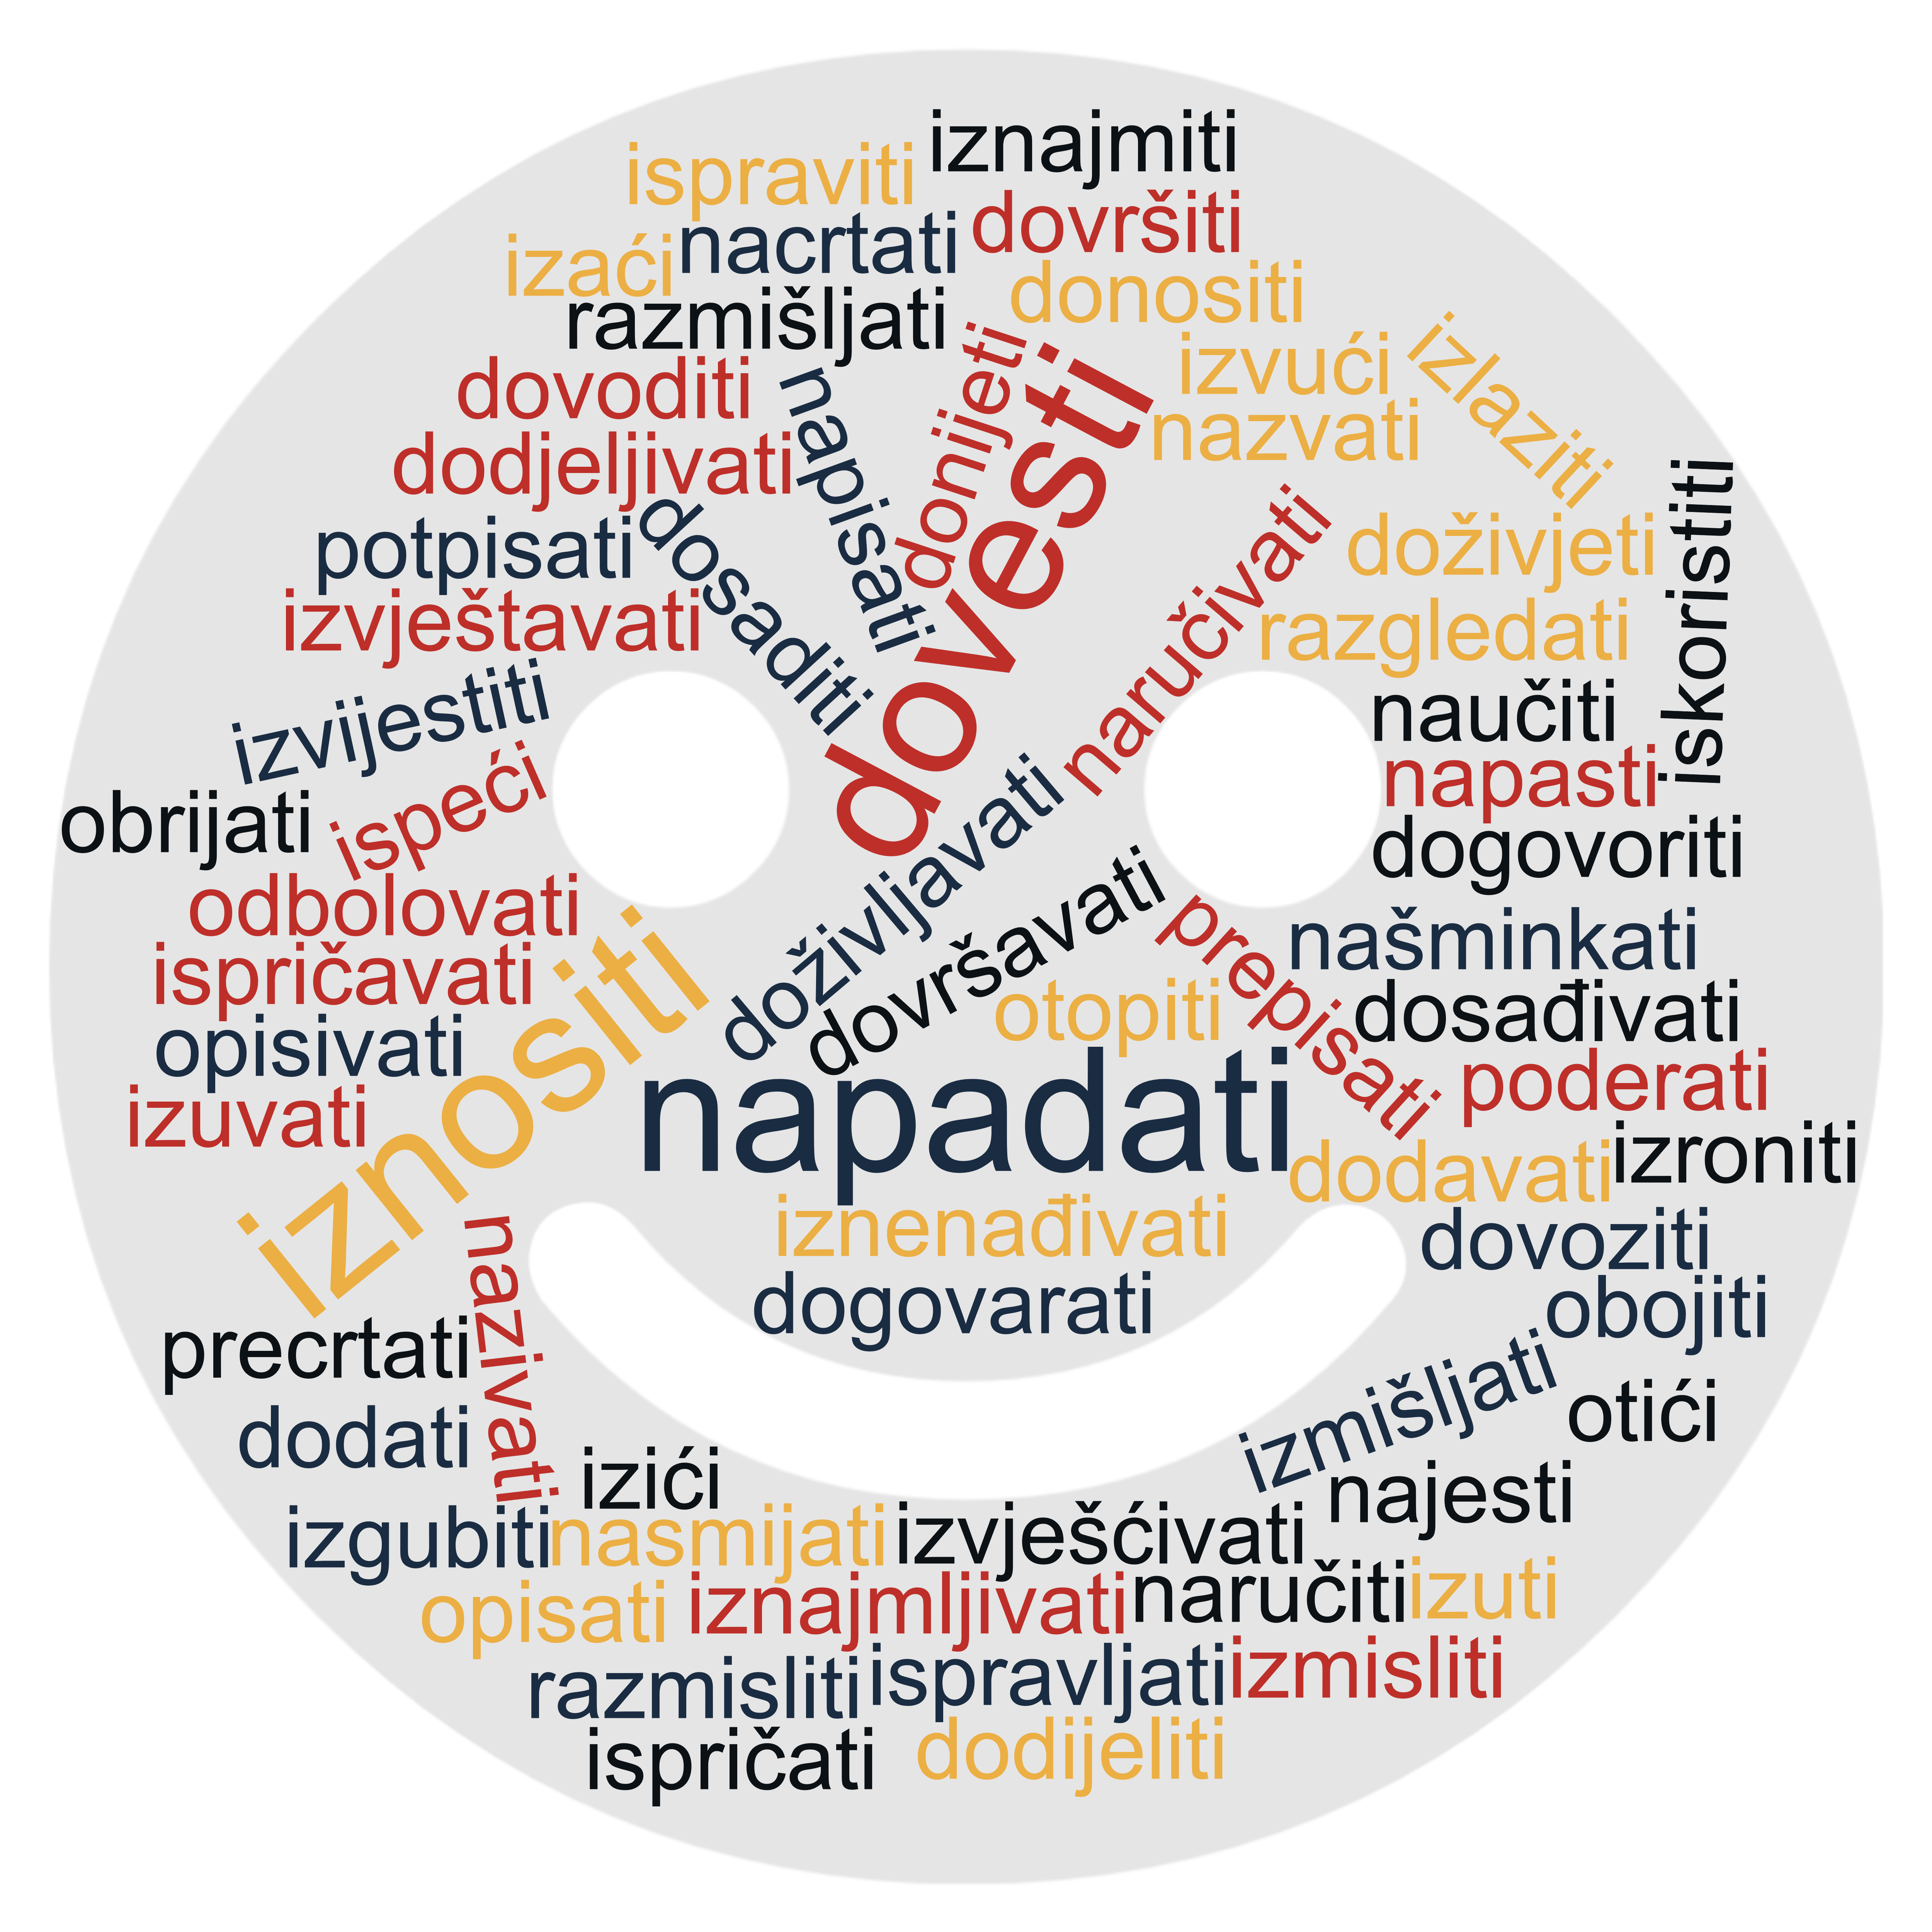 iznajmiti
ispraviti
dovršiti
nacrtati
izaći
donositi
razmišljati
izvući
izlaziti
dovoditi
napisati
donijeti
dovesti
nazvati
dodjeljivati
iskoristiti
potpisati
dosaditi
naručivati
doživjeti
izvještavati
razgledati
izvijestiti
naučiti
napasti
obrijati
ispeći
dogovoriti
doživljavati
odbolovati
dovršavati
našminkati
ispričavati
iznositi
otopiti
prepisati
dosađivati
opisivati
napadati
poderati
izuvati
dodavati
izroniti
iznenađivati
dovoziti
nazivati
dogovarati
obojiti
precrtati
izmišljati
otići
dodati
izići
najesti
izgubiti
nasmijati
izvješćivati
opisati
iznajmljivati
naručiti
izuti
razmisliti
ispravljati
izmisliti
ispričati
dodijeliti